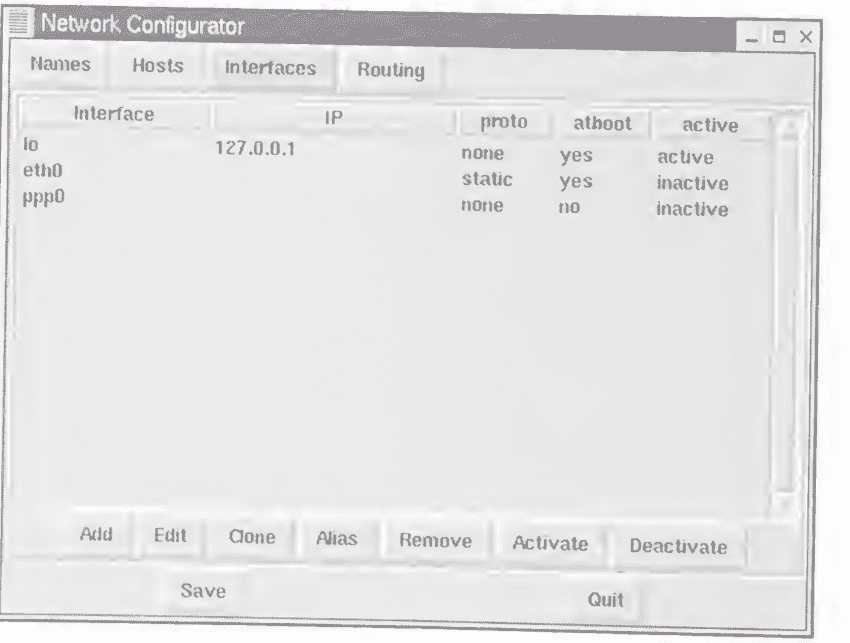 Network Configurator
Names Hosts Interfaces Routing
Interface IP proto atboot active
lo 127.0.0.1 none yes active
eth0 static yes inactive
ppp0 none no inactive
Add Edit Clone Alias Remove Activate Deactivate
Save Quit